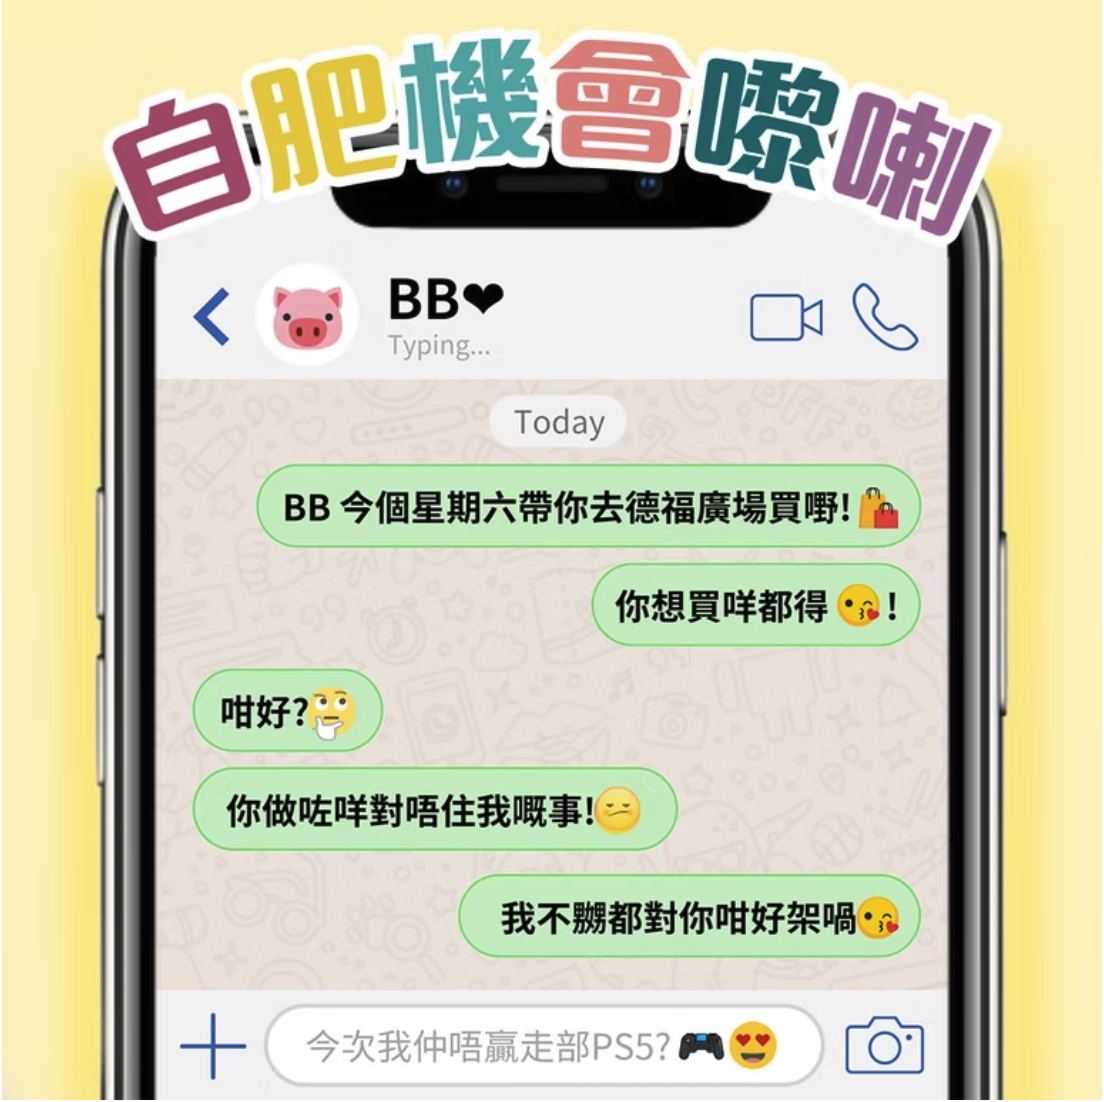 自肥機會嚟喇
BB❤
Typing...
Today
BB 今個星期六帶你去德福廣場買嘢!🛍️
你想買咩都得😘!
咁好?🤔
你做咗咩對唔住我嘅事!😕
我不嬲都對你咁好架喎😘
今次我仲唔贏走部PS5?🎮😍